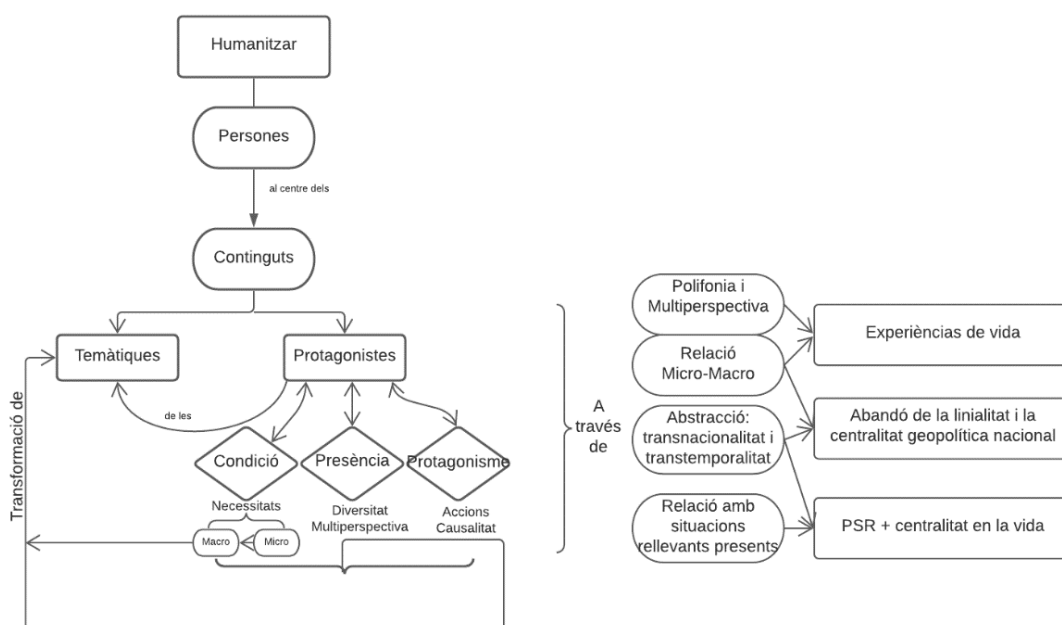 Humanitzar
Persones
al centre dels
Continguts
Temàtiques
Protagonistes
de les
Condició
Presència
Protagonisme
Necessitats
Macro
Micro
Diversitat
Multiperspectiva
Accions
Causalitat
Transformació de
A
través
de
Polifonia i
Multiperspectiva
Relació
Micro-Macro
Abstracció:
transnacionalitat i
transtemporalitat
Relació amb
situacions
rellevants presents
Experiències de vida
Abandó de la linialitat i la
centralitat geopolítica nacional
PSR + centralitat en la vida